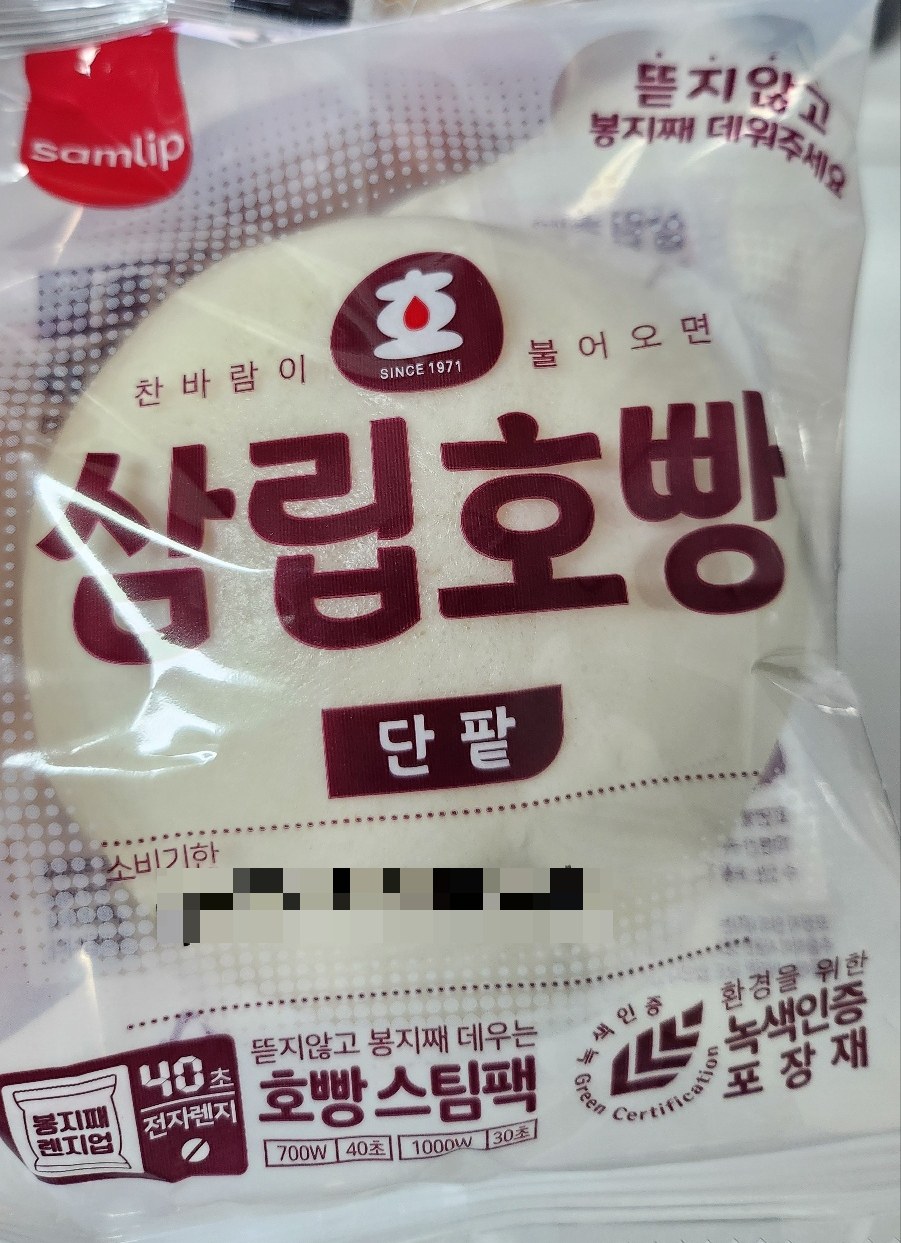 samlip
뜯지않고
봉지째 데워주세요
호
SINCE 1971
찬바람이 불어오면
삼립호빵
단팥
소비기한
환경을 위한
녹색인증
포장재
녹색인증
Green Certification
뜯지않고 봉지째 데우는
호빵 스팀팩
700W 40초 1000W 30초
40초
전자렌지
봉지째
렌지업